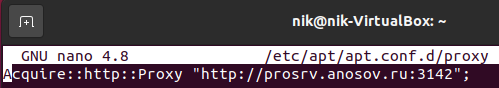 nik@nik-VirtualBox: ~
GNU nano 4.8 /etc/apt/apt.conf.d/proxy
Acquire::http::Proxy "http://prosrv.anosov.ru:3142";